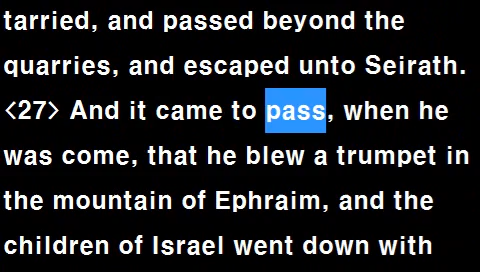 tarried, and passed beyond the
quarries, and escaped unto Seirath.
<27> And it came to pass, when he
was come, that he blew a trumpet in
the mountain of Ephraim, and the
children of Israel went down with